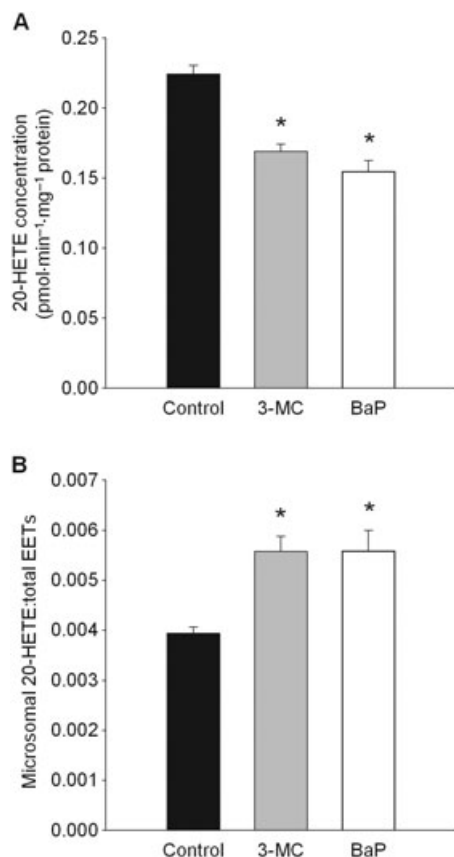 A
20-HETE concentration
(pmol·min⁻¹·mg⁻¹ protein)
0.25
0.20
0.15
0.10
0.05
0.00
*
*
Control 3-MC BaP
B
Microsomal 20-HETE:total EETs
0.007
0.006
0.005
0.004
0.003
0.002
0.001
0.000
*
*
Control 3-MC BaP